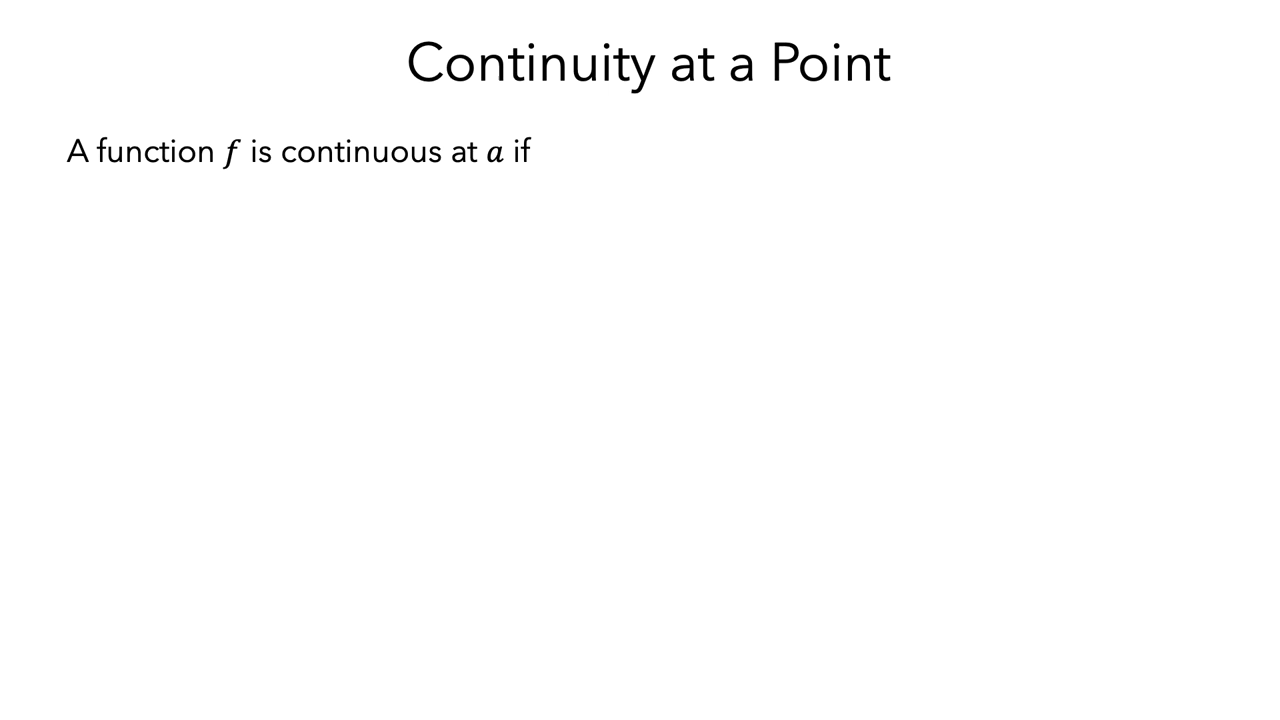 Continuity at a Point
A function 𝑓 is continuous at 𝑎 if